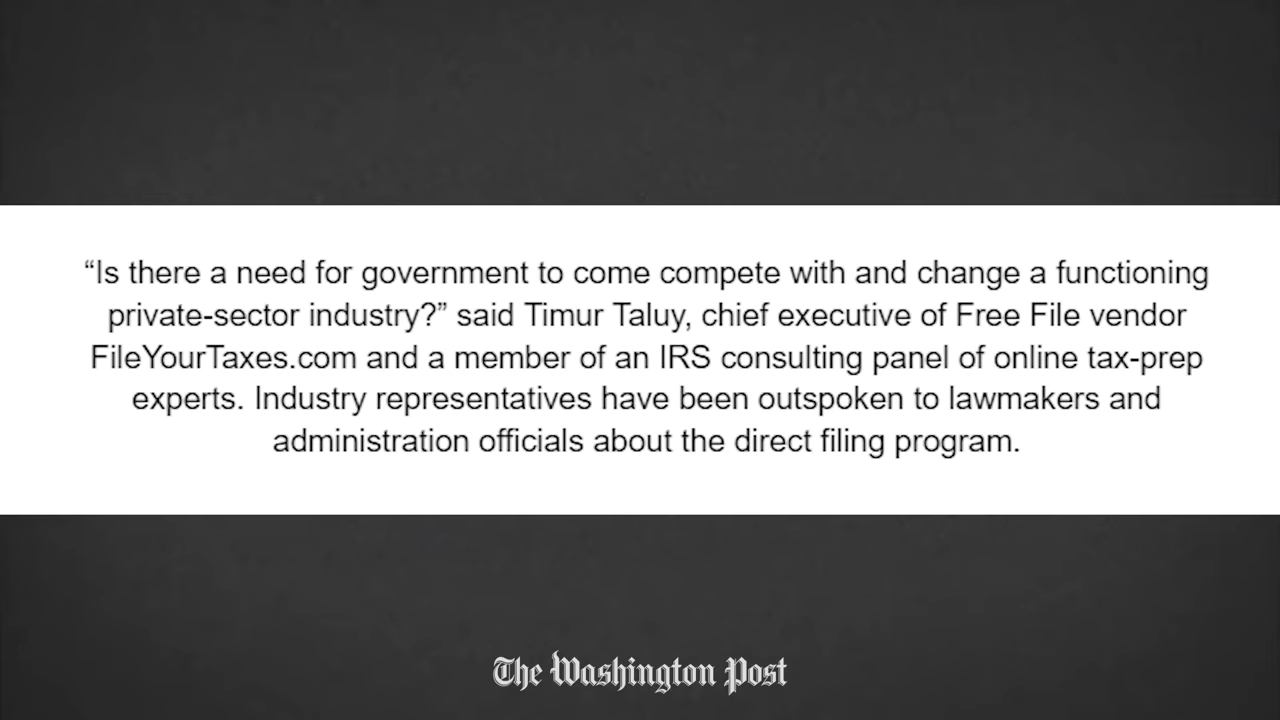 “Is there a need for government to come compete with and change a functioning
private-sector industry?” said Timur Taluy, chief executive of Free File vendor
FileYourTaxes.com and a member of an IRS consulting panel of online tax-prep
experts. Industry representatives have been outspoken to lawmakers and
administration officials about the direct filing program.
The Washington Post